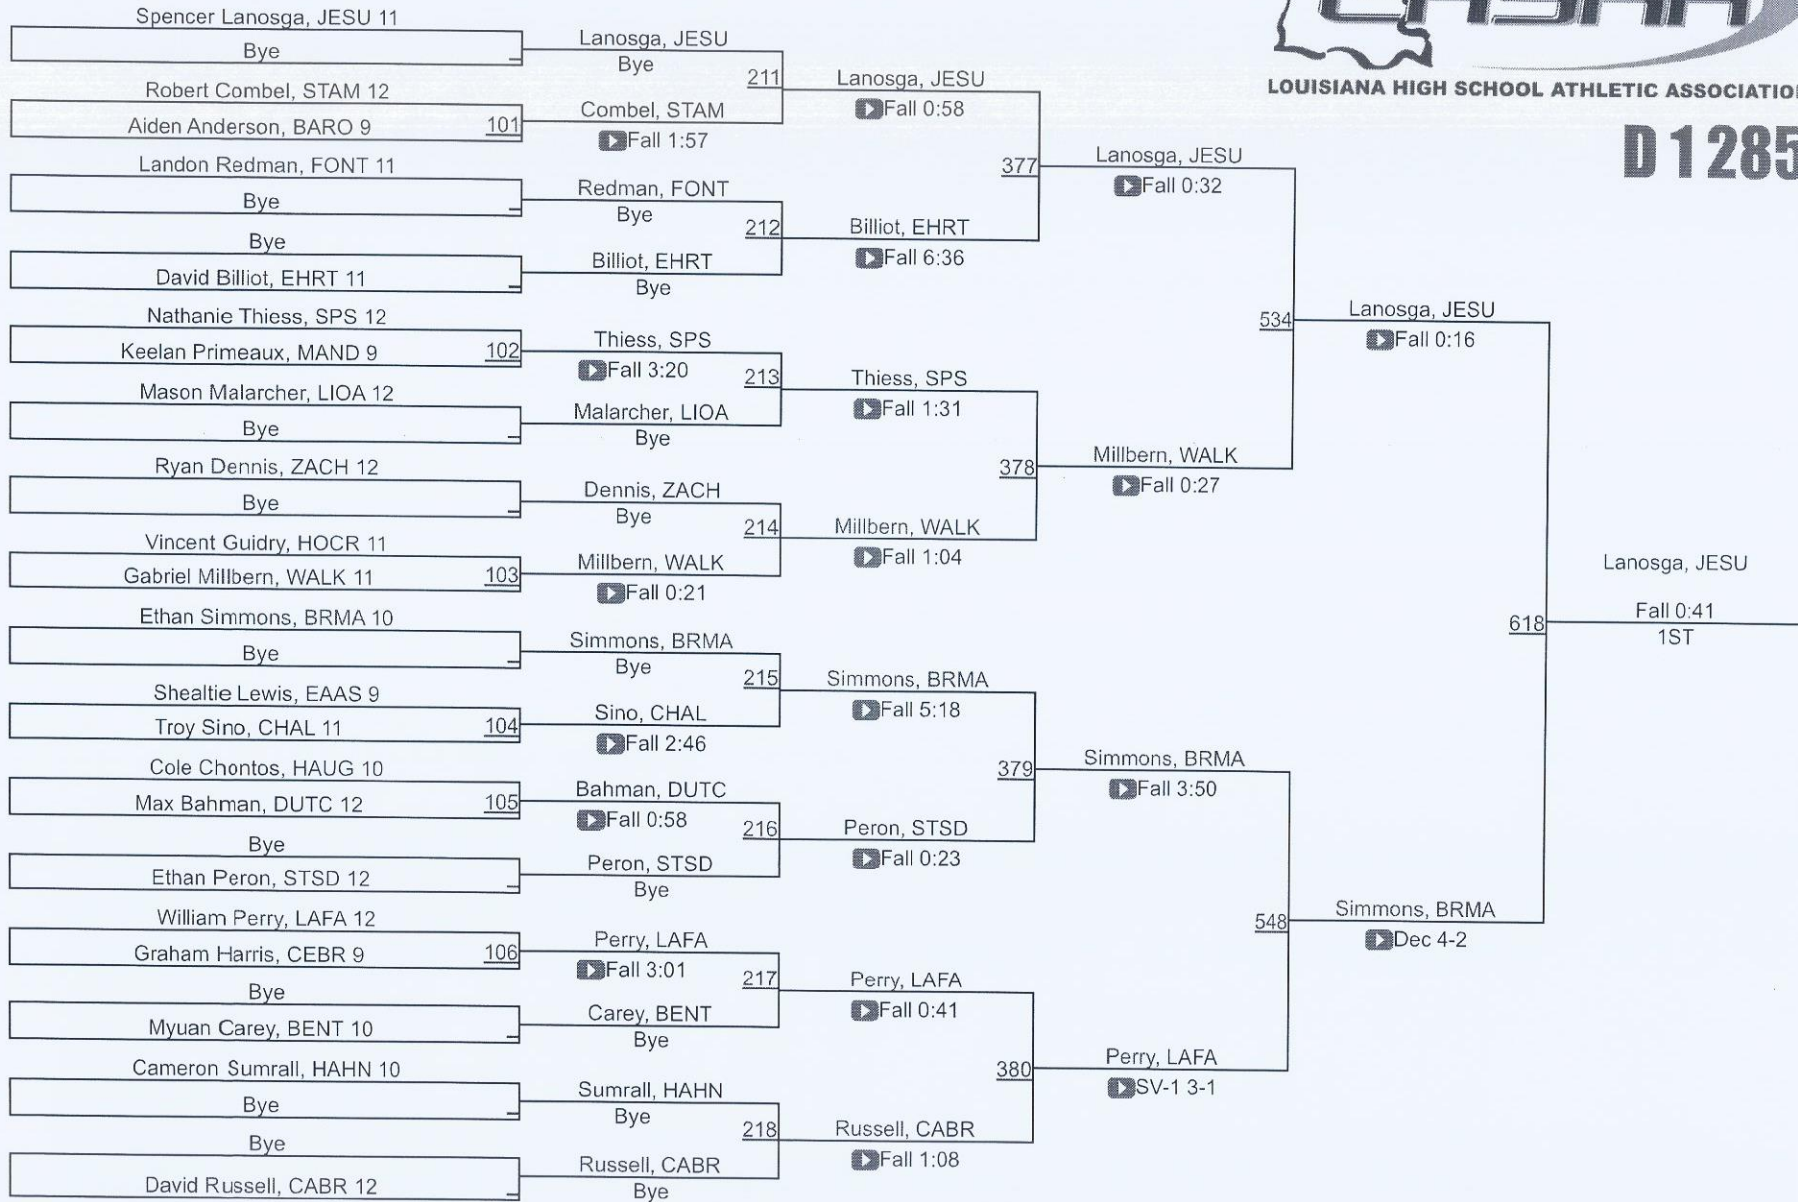 LHSAA
LOUISIANA HIGH SCHOOL ATHLETIC ASSOCIATION
D 1 285
Spencer Lanosga, JESU 11
Bye
Robert Combel, STAM 12
Aiden Anderson, BARO 9
101
Landon Redman, FONT 11
Bye
Bye
David Billiot, EHRT 11
Nathanie Thiess, SPS 12
Keelan Primeaux, MAND 9
102
Mason Malarcher, LIOA 12
Bye
Ryan Dennis, ZACH 12
Bye
Vincent Guidry, HOCR 11
Gabriel Millbern, WALK 11
103
Ethan Simmons, BRMA 10
Bye
Shealtie Lewis, EAAS 9
Troy Sino, CHAL 11
104
Cole Chontos, HAUG 10
Max Bahman, DUTC 12
105
Bye
Ethan Peron, STSD 12
William Perry, LAFA 12
Graham Harris, CEBR 9
106
Bye
Myuan Carey, BENT 10
Cameron Sumrall, HAHN 10
Bye
Bye
David Russell, CABR 12
Lanosga, JESU
Bye
211
Combel, STAM
Fall 1:57
Redman, FONT
Bye
212
Billiot, EHRT
Bye
Thiess, SPS
Fall 3:20
213
Malarcher, LIOA
Bye
Dennis, ZACH
Bye
214
Millbern, WALK
Fall 0:21
Simmons, BRMA
Bye
215
Sino, CHAL
Fall 2:46
Bahman, DUTC
Fall 0:58
216
Peron, STSD
Bye
Perry, LAFA
Fall 3:01
217
Carey, BENT
Bye
Sumrall, HAHN
Bye
218
Russell, CABR
Bye
Lanosga, JESU
Fall 0:58
377
Billiot, EHRT
Fall 6:36
Thiess, SPS
Fall 1:31
378
Millbern, WALK
Fall 1:04
Simmons, BRMA
Fall 5:18
379
Peron, STSD
Fall 0:23
Perry, LAFA
Fall 0:41
380
Russell, CABR
Fall 1:08
Lanosga, JESU
Fall 0:32
534
Millbern, WALK
Fall 0:27
Simmons, BRMA
Fall 3:50
548
Perry, LAFA
SV-1 3-1
Lanosga, JESU
Fall 0:16
618
Simmons, BRMA
Dec 4-2
Lanosga, JESU
Fall 0:41
1ST